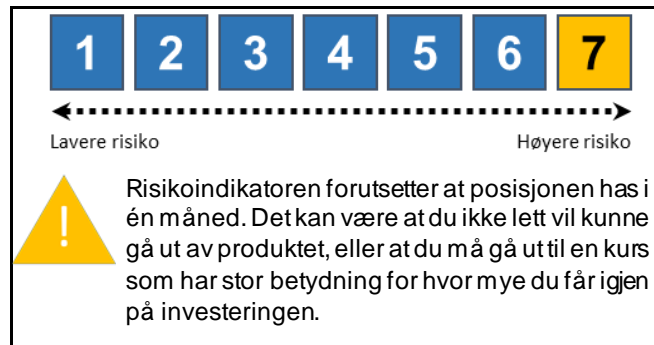 1 2 3 4 5 6 7
Lavere risiko Høyere risiko
!
Risikoindikatoren forutsetter at posisjonen has i
én måned. Det kan være at du ikke lett vil kunne
gå ut av produktet, eller at du må gå ut til en kurs
som har stor betydning for hvor mye du får igjen
på investeringen.